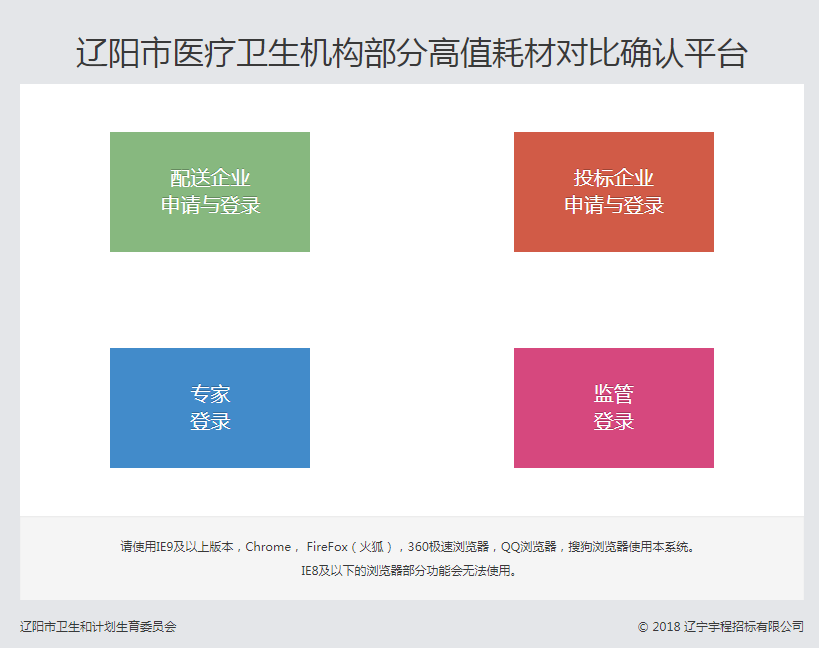 辽阳市医疗卫生机构部分高值耗材对比确认平台
配送企业
申请与登录
投标企业
申请与登录
专家
登录
监管
登录
请使用IE9及以上版本，Chrome， FireFox（火狐），360极速浏览器，QQ浏览器，搜狗浏览器使用本系统。
IE8及以下的浏览器部分功能会无法使用。
辽阳市卫生和计划生育委员会
© 2018 辽宁宇程招标有限公司